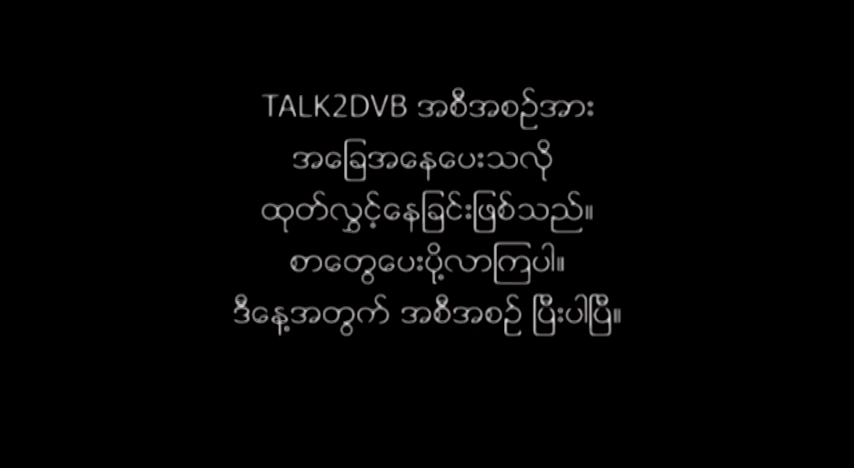 TALK2DVB အစီအစဉ်အား
အခြေအနေပေးသလို
ထုတ်လွှင့်နေခြင်းဖြစ်သည်။
စာတွေပေးပို့လာကြပါ။
ဒီနေ့အတွက် အစီအစဉ် ပြီးပါပြီ။